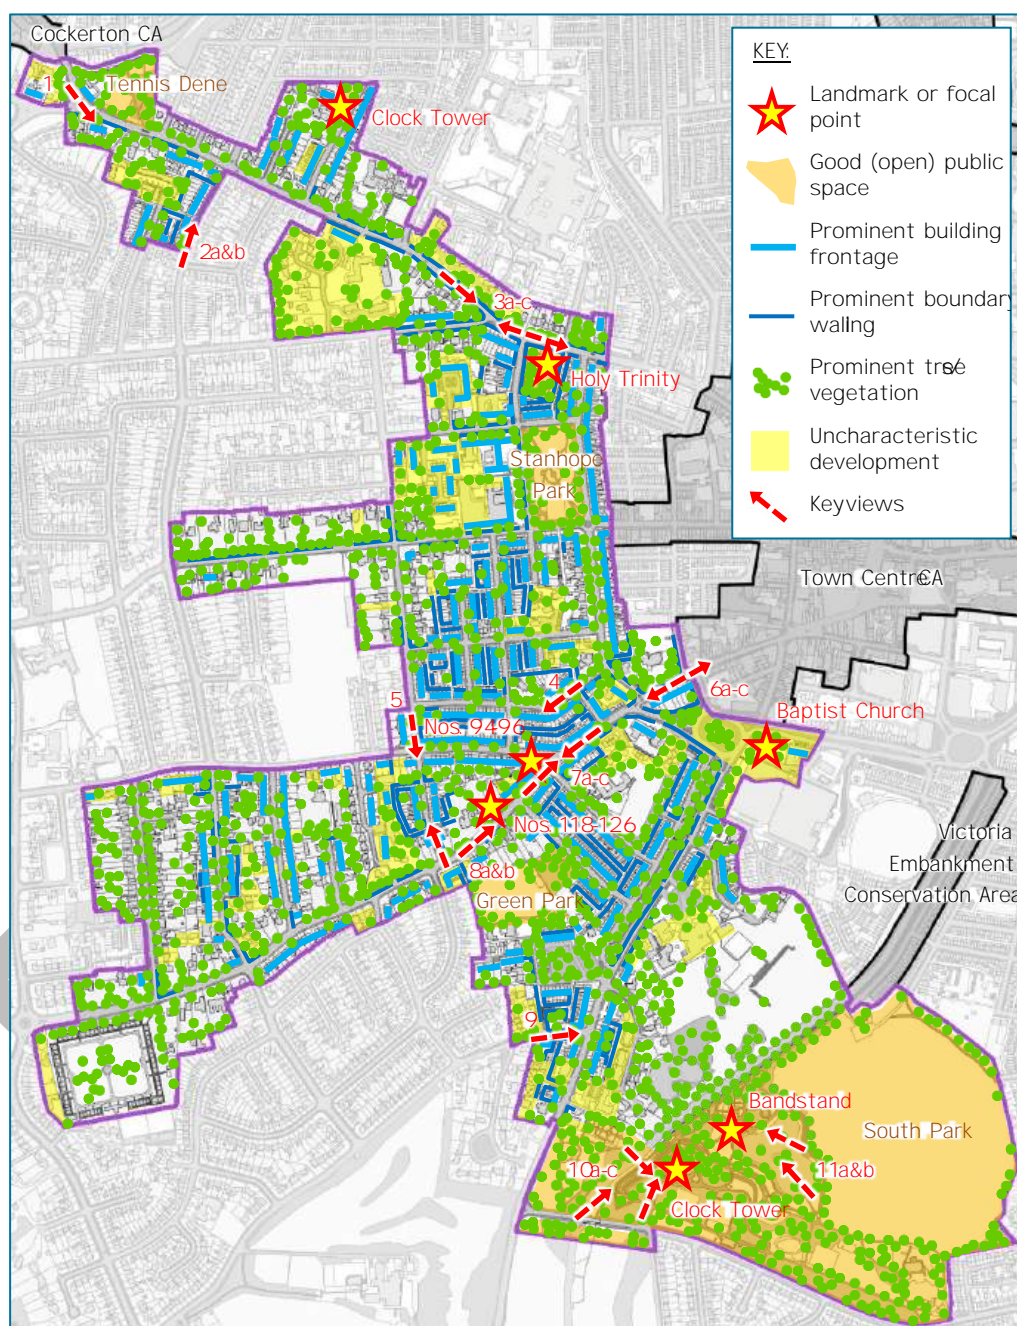 Cockerton CA
1
Tennis Dene
Clock Tower
2a&b
3a-c
Holy Trinity
Stanhope
Park
KEY:
Landmark or focal
point
Good (open) public
space
Prominent building
frontage
Prominent boundary
walling
Prominent
vegetation
Uncharacteristic
development
Keyviews
Town Centre CA
4
5
6a-c
Nos. 9496
Baptist Church
7a-c
Nos. 118-126
8a&b
Green Park
Victoria
Embankment
Conservation Area
9
Bandstand
South Park
10a-c
11a&b
Clock Tower